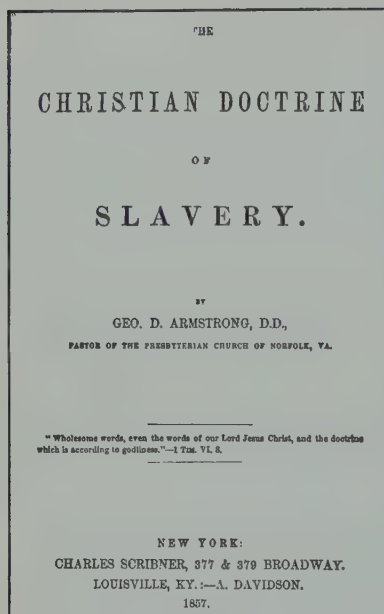 THE
CHRISTIAN DOCTRINE
OF
SLAVERY.
BY
GEO. D. ARMSTRONG, D.D.,
PASTOR OF THE PRESBYTERIAN CHURCH OF NORFOLK, VA.
"Wholesome words, even the words of our Lord Jesus Christ, and the doctrine
which is according to godliness."—1 TIM. VI. 3.
NEW YORK:
CHARLES SCRIBNER, 377 & 379 BROADWAY.
LOUISVILLE, KY.:—A. DAVIDSON.
1857.